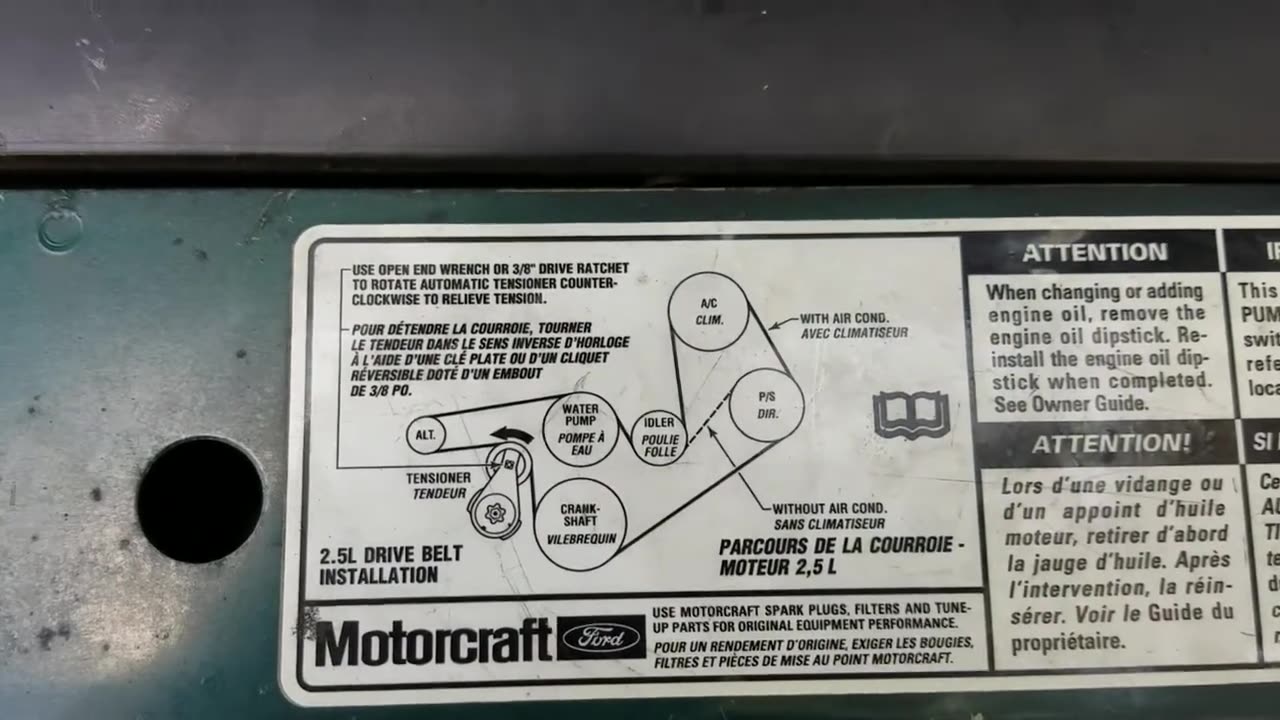 USE OPEN END WRENCH OR 3/8" DRIVE RATCHET
TO ROTATE AUTOMATIC TENSIONER COUNTER-
CLOCKWISE TO RELIEVE TENSION.
POUR DÉTENDRE LA COURROIE, TOURNER
LE TENDEUR DANS LE SENS INVERSE D'HORLOGE
À L'AIDE D'UNE CLÉ PLATE OU D'UN CLIQUET
RÉVERSIBLE DOTÉ D'UN EMBOUT
DE 3/8 PO.
A/C
CLIM.
WITH AIR COND.
AVEC CLIMATISEUR
P/S
DIR.
WATER
PUMP
POMPE À
EAU
IDLER
POULIE
FOLLE
ALT.
TENSIONER
TENDEUR
CRANK-
SHAFT
VILEBREQUIN
WITHOUT AIR COND.
SANS CLIMATISEUR
2.5L DRIVE BELT
INSTALLATION
PARCOURS DE LA COURROIE -
MOTEUR 2,5 L
Motorcraft
Ford
USE MOTORCRAFT SPARK PLUGS, FILTERS AND TUNE-
UP PARTS FOR ORIGINAL EQUIPMENT PERFORMANCE.
POUR UN RENDEMENT D'ORIGINE, EXIGER LES BOUGIES,
FILTRES ET PIÈCES DE MISE AU POINT MOTORCRAFT.
ATTENTION
When changing or adding
engine oil, remove the
engine oil dipstick. Re-
install the engine oil dip-
stick when completed.
See Owner Guide.
ATTENTION!
Lors d'une vidange ou
d'un appoint d'huile
moteur, retirer d'abord
la jauge d'huile. Après
l'intervention, la réin-
sérer. Voir le Guide du
propriétaire.
This
PUM
swit
refe
loca
SI
Ce